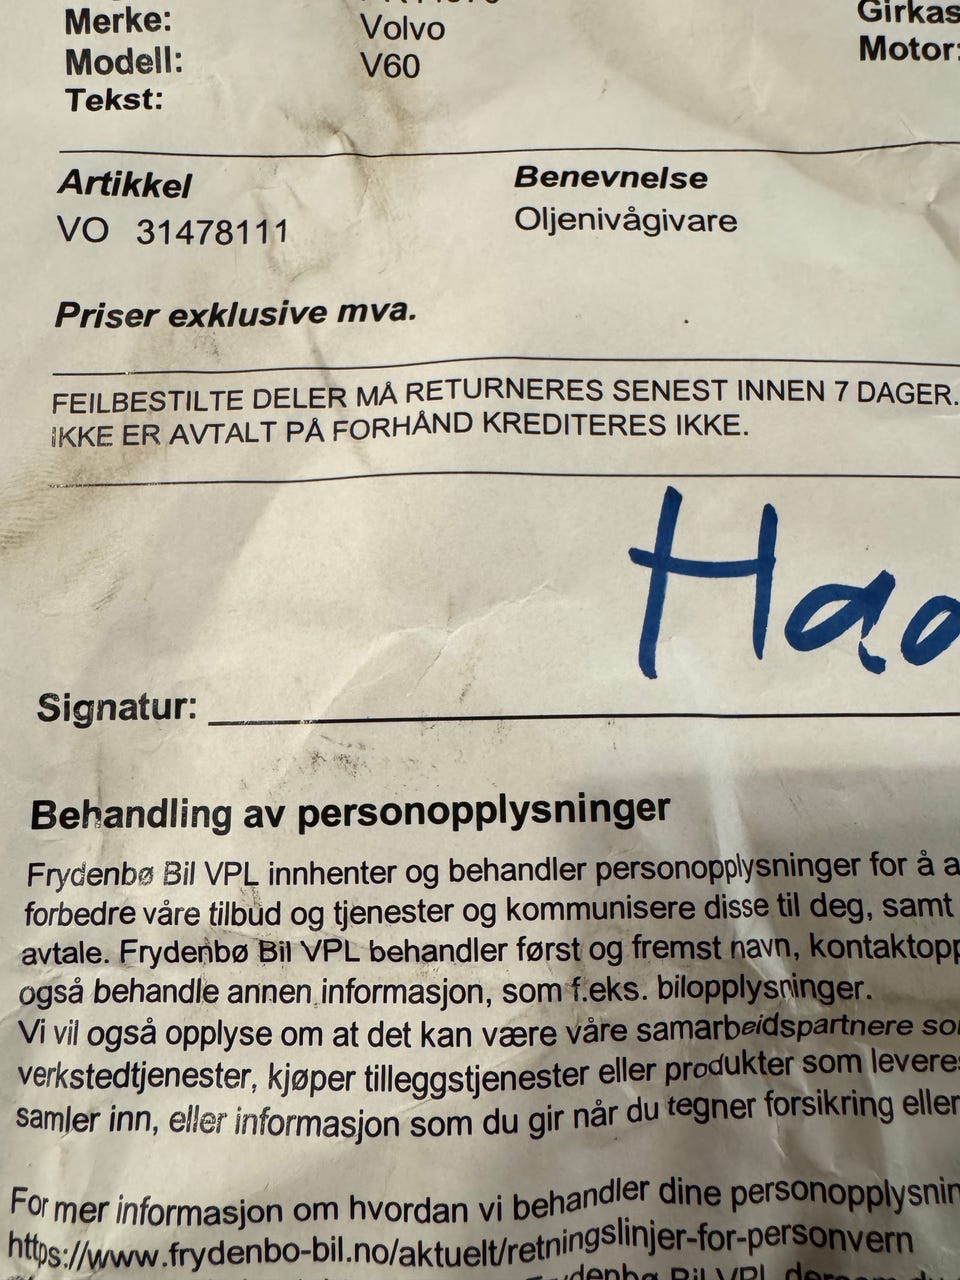 Merke: Volvo Girkas
Modell: V60 Motor:
Tekst:
Artikkel Benevnelse
VO 31478111 Oljenivågivare
Priser exklusive mva.
FEILBESTILTE DELER MÅ RETURNERES SENEST INNEN 7 DAGER.
IKKE ER AVTALT PÅ FORHÅND KREDITERES IKKE.
Haa
Signatur:
Behandling av personopplysninger
Frydenbø Bil VPL innhenter og behandler personopplysninger for å a
forbedre våre tilbud og tjenester og kommunisere disse til deg, samt
avtale. Frydenbø Bil VPL behandler først og fremst navn, kontaktopp
også behandle annen informasjon, som f.eks. bilopplysninger.
Vi vil også opplyse om at det kan være våre samarbeidspartnere so
verkstedtjenester, kjøper tilleggstjenester eller produkter som levere
samler inn, eller informasjon som du gir når du tegner forsikring eller
For mer informasjon om hvordan vi behandler dine personopplysnin
https://www.frydenbo-bil.no/aktuelt/retningslinjer-for-personvern
Bil VPL